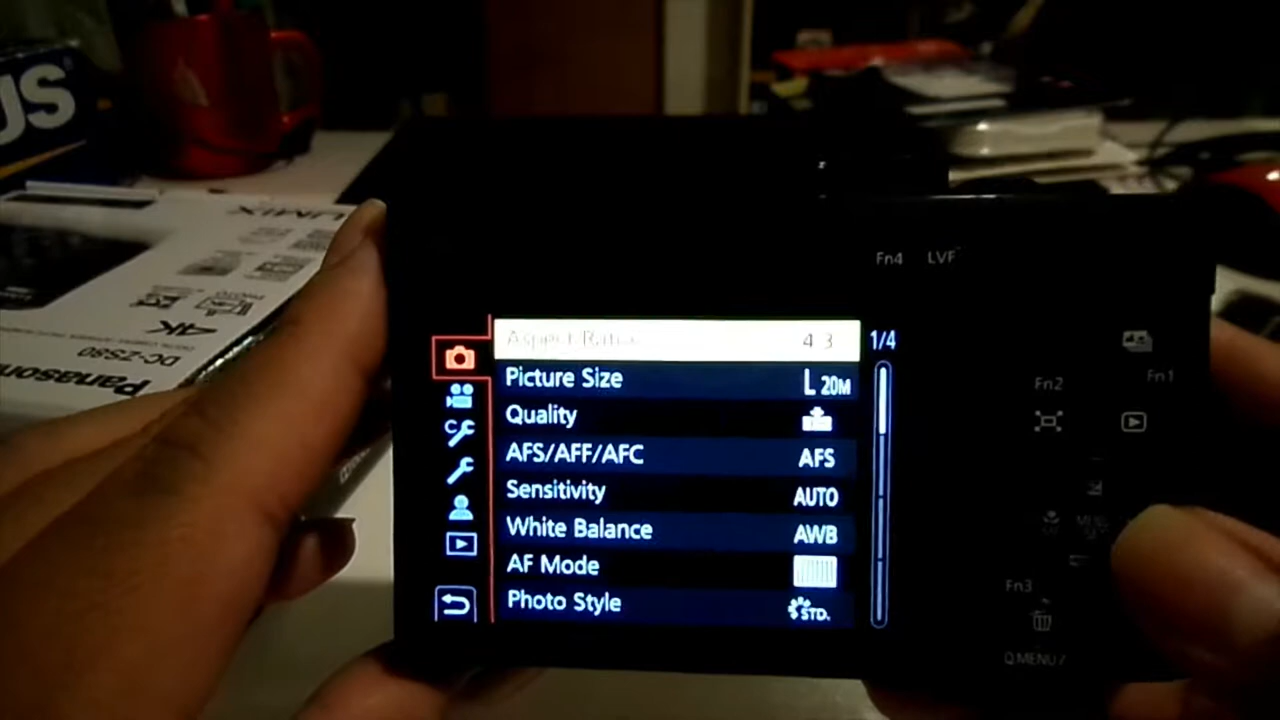 US
LUMIX
4K
DC-ZS80
Panasonic
Fn4 LVF
Aspect Ratio 4:3 1/4
Picture Size L 20M
Quality
AFS/AFF/AFC AFS
Sensitivity AUTO
White Balance AWB
AF Mode
Photo Style STD.
Fn2 Fn1
Fn3
Q.MENU